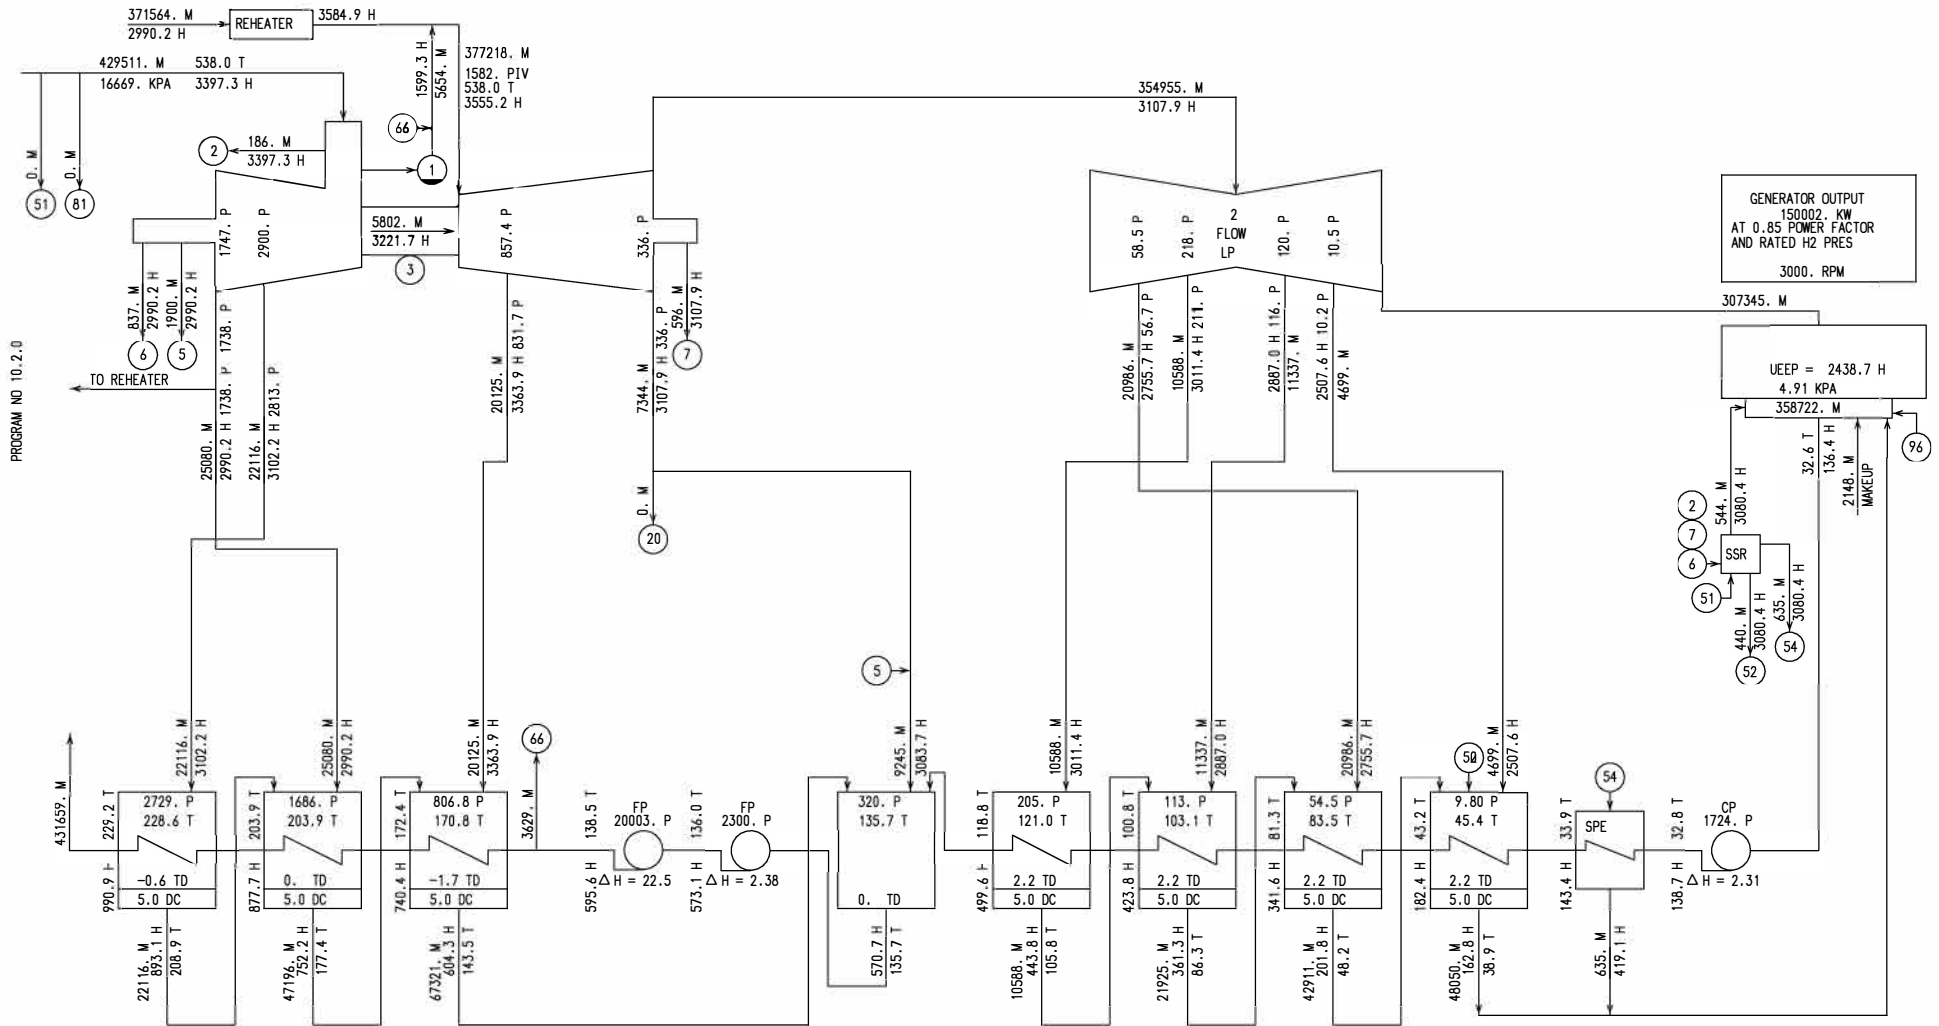 371564. M
2990.2 H
REHEATER
3584.9 H
429511. M 538.0 T
16669. KPA 3397.3 H
1599.3 H
5654. M
377218. M
1582. PIV
538.0 T
3555.2 H
354955. M
3107.9 H
66
2
186. M
3397.3 H
1
0. M
51
0. M
81
1747. P
2900. P
5802. M
3221.7 H
3
857.4 P
336. P
58.5 P
218. P
2
FLOW
LP
120. P
10.5 P
GENERATOR OUTPUT
150002. KW
AT 0.85 POWER FACTOR
AND RATED H2 PRES
3000. RPM
307345. M
837. M
2990.2 H
6
1900. M
2990.2 H
5
596. M
3107.9 H
7
TO REHEATER
PROGRAM NO 10.2.0
25080. M
2990.2 H 1738. P 1738. P
22116. M
3102.2 H 2813. P
20125. M
3363.9 H 831.7 P
7344. M
3107.9 H 336. P
20986. M
2755.7 H 56.7 P
10588. M
3011.4 H 211. P
2887.0 H 116. P
11337. M
2507.6 H 10.2 P
4699. M
UEEP = 2438.7 H
4.91 KPA
358722. M
96
32.6 T
136.4 H
2148. M
MAKEUP
544. M
3080.4 H
2
7
6
51
SSR
440. M
3080.4 H
52
635. M
3080.4 H
54
0. M
20
5
22116. M
3102.2 H
25080. M
2990.2 H
20125. M
3363.9 H
66
9245. M
3083.7 H
10588. M
3011.4 H
11337. M
2887.0 H
20986. M
2755.7 H
50
4699. M
2507.6 H
54
431659. M
229.2 T
990.9 H
2729. P
228.6 T
-0.6 TD
5.0 DC
203.9 T
877.7 H
1686. P
203.9 T
0. TD
5.0 DC
172.4 T
740.4 H
806.8 P
170.8 T
-1.7 TD
5.0 DC
3629. M
138.5 T
595.6 H
FP
20003. P
Δ H = 22.5
136.0 T
573.1 H
FP
2300. P
Δ H = 2.38
320. P
135.7 T
0. TD
118.8 T
499.6 H
205. P
121.0 T
2.2 TD
5.0 DC
100.8 T
423.8 H
113. P
103.1 T
2.2 TD
5.0 DC
81.3 T
341.6 H
54.5 P
83.5 T
2.2 TD
5.0 DC
43.2 T
182.4 H
9.80 P
45.4 T
2.2 TD
5.0 DC
33.9 T
143.4 H
SPE
32.8 T
138.7 H
CP
1724. P
Δ H = 2.31
22116. M
893.1 H
208.9 T
47196. M
752.2 H
177.4 T
67321. M
604.3 H
143.5 T
570.7 H
135.7 T
10588. M
443.8 H
105.8 T
21925. M
361.3 H
86.3 T
42911. M
201.8 H
48.2 T
48050. M
162.8 H
38.9 T
635. M
419.1 H